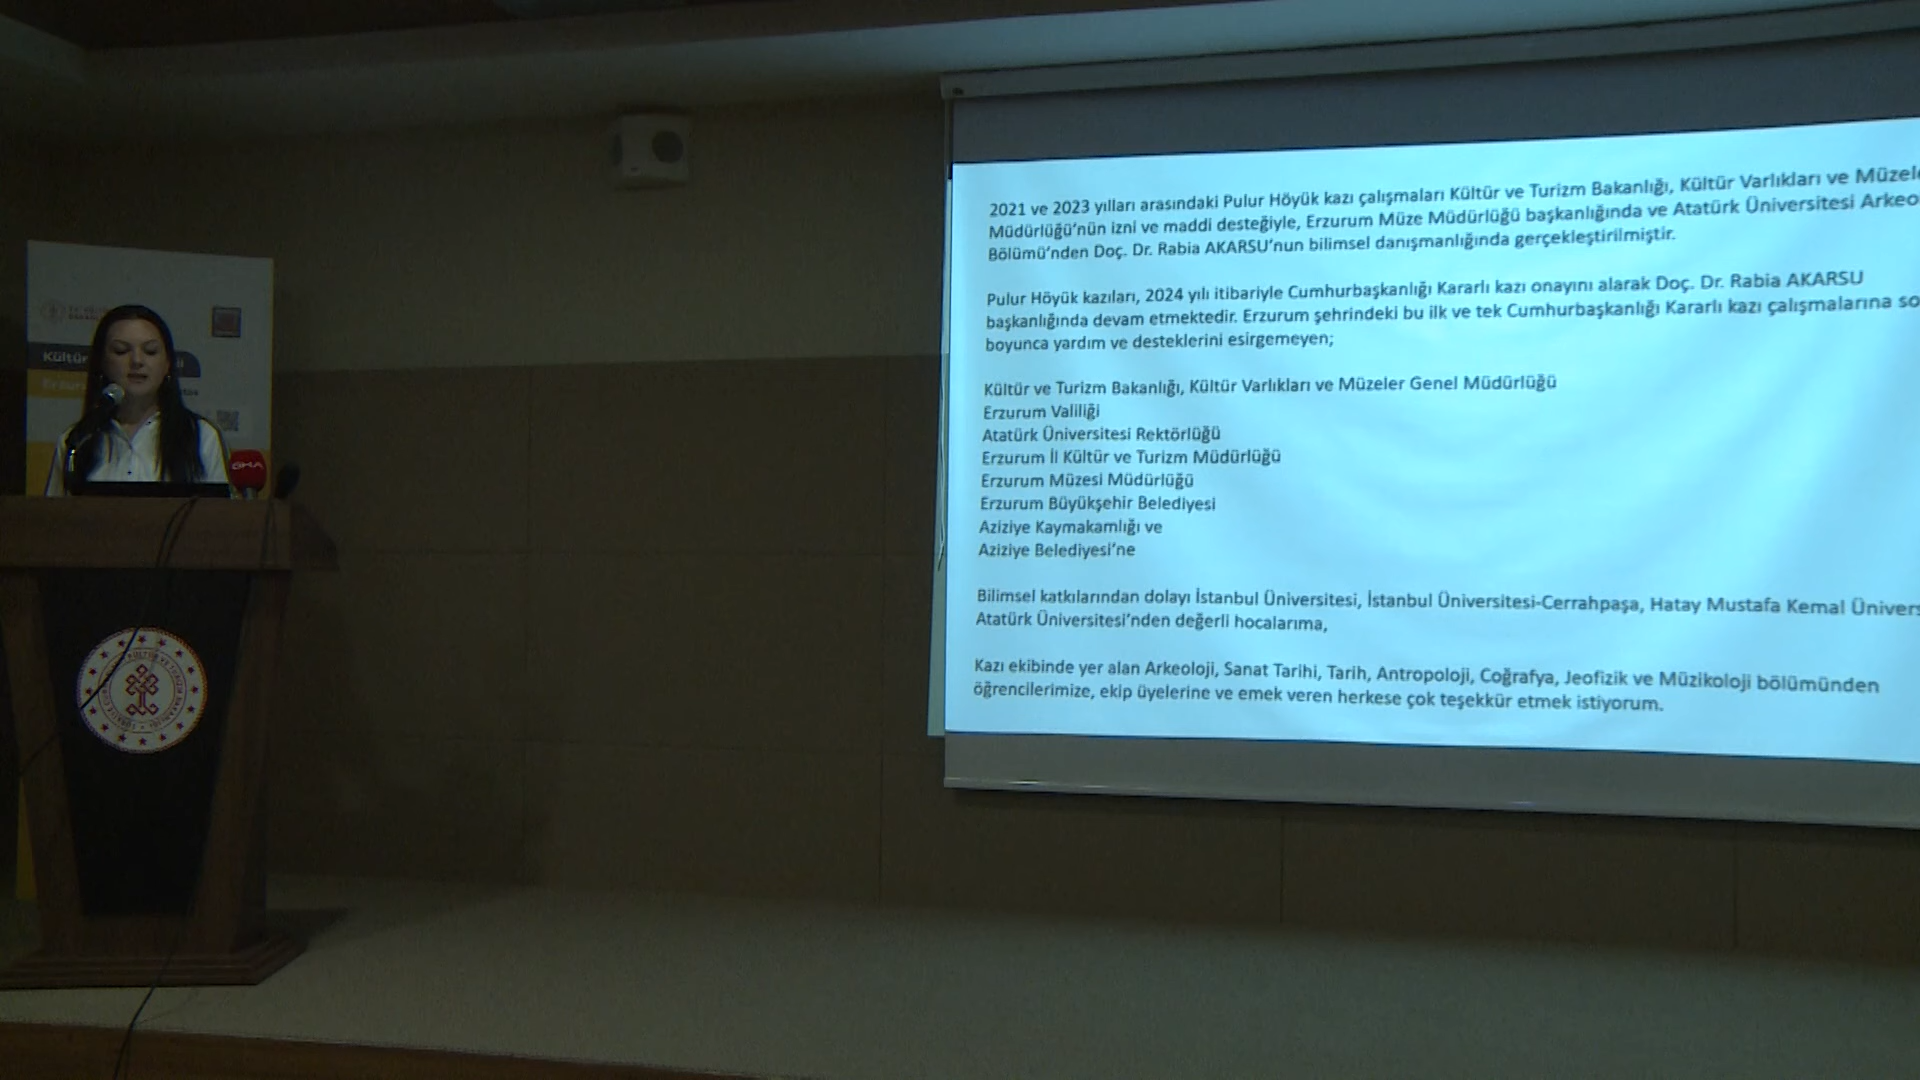 2021 ve 2023 yılları arasındaki Pulur Höyük kazı çalışmaları Kültür ve Turizm Bakanlığı, Kültür Varlıkları ve
Müdürlüğü'nün izni ve maddi desteğiyle, Erzurum Müze Müdürlüğü başkanlığında ve Atatürk Üniversitesi
Bölümü'nden Doç. Dr. Rabia AKARSU'nun bilimsel danışmanlığında gerçekleştirilmiştir.
Pulur Höyük kazıları, 2024 yılı itibariyle Cumhurbaşkanlığı Kararlı kazı onayını alarak Doç. Dr. Rabia AKARSU
başkanlığında devam etmektedir. Erzurum şehrindeki bu ilk ve tek Cumhurbaşkanlığı Kararlı kazı çalışmalarına
boyunca yardım ve desteklerini esirgemeyen;
Kültür ve Turizm Bakanlığı, Kültür Varlıkları ve Müzeler Genel Müdürlüğü
Erzurum Valiliği
Atatürk Üniversitesi Rektörlüğü
Erzurum İl Kültür ve Turizm Müdürlüğü
Erzurum Müzesi Müdürlüğü
Erzurum Büyükşehir Belediyesi
Aziziye Kaymakamlığı ve
Aziziye Belediyesi'ne
Bilimsel katkılarından dolayı İstanbul Üniversitesi, İstanbul Üniversitesi-Cerrahpaşa, Hatay Mustafa Kemal
Atatürk Üniversitesi'nden değerli hocalarıma,
Kazı ekibinde yer alan Arkeoloji, Sanat Tarihi, Tarih, Antropoloji, Coğrafya, Jeofizik ve Müzikoloji bölümünden
öğrencilerimize, ekip üyelerine ve emek veren herkese çok teşekkür etmek istiyorum.
Kültür
GHA